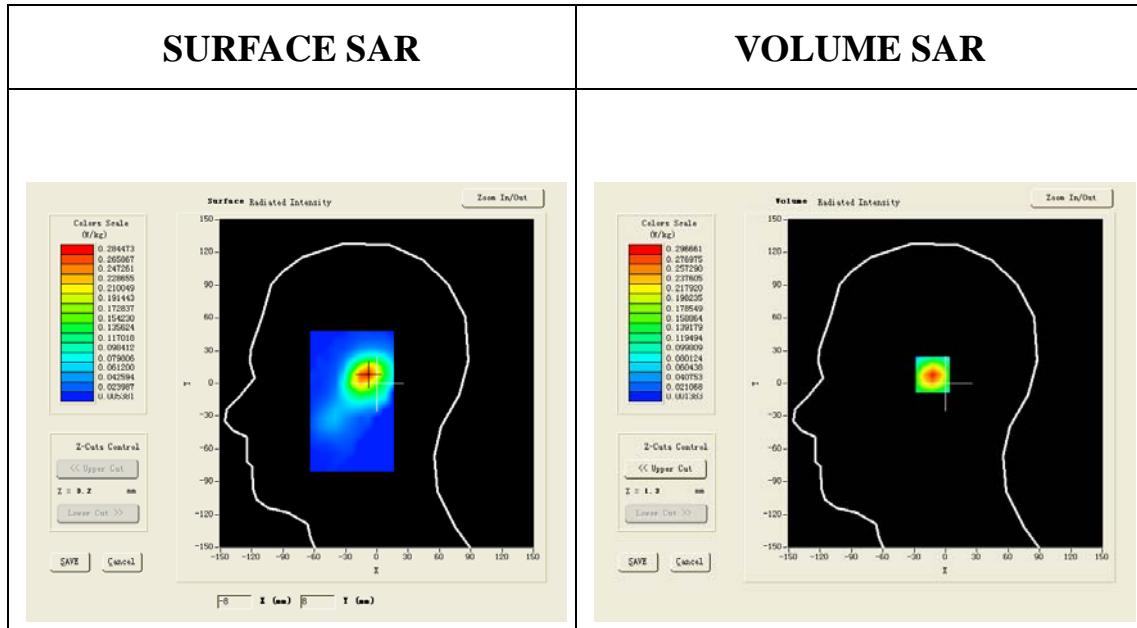 SURFACE SAR
VOLUME SAR
Surface Radiated Intensity
Zoom In/Out
Colors Scale
(W/kg)
0.284473
0.265867
0.247261
0.228655
0.210049
0.191443
0.172837
0.154230
0.135624
0.117018
0.098412
0.079806
0.061200
0.042594
0.023987
0.005381
150
120
90
60
30
0
-30
-60
-90
-120
-150
Y
-150 -120 -90 -60 -30 0 30 60 90 120 150
X
Z-Cuts Control
<< Upper Cut
Z = 3.2 mm
Lower Cut >>
SAVE Cancel
-8 X (mm) 8 Y (mm)
Volume Radiated Intensity
Zoom In/Out
Colors Scale
(W/kg)
0.296661
0.276975
0.257290
0.237605
0.217920
0.198235
0.178549
0.158864
0.139179
0.119494
0.099809
0.080124
0.060438
0.040753
0.021068
0.001383
150
120
90
60
30
0
-30
-60
-90
-120
-150
Y
-150 -120 -90 -60 -30 0 30 60 90 120 150
X
Z-Cuts Control
<< Upper Cut
Z = 1.3 mm
Lower Cut >>
SAVE Cancel